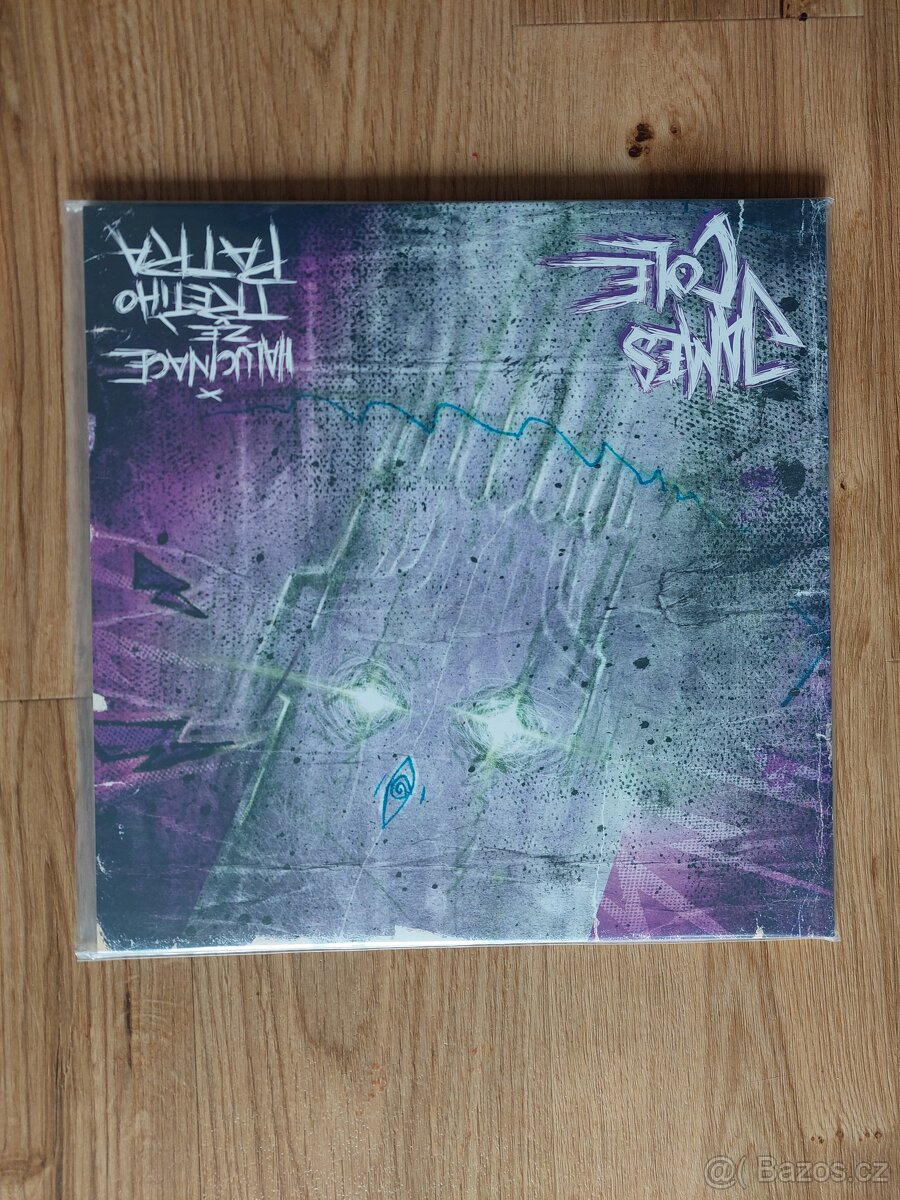 JAMES
COLE
x
HALUCINACE
ZE
TŘETÍHO
PATRA
@ Bazos.cz